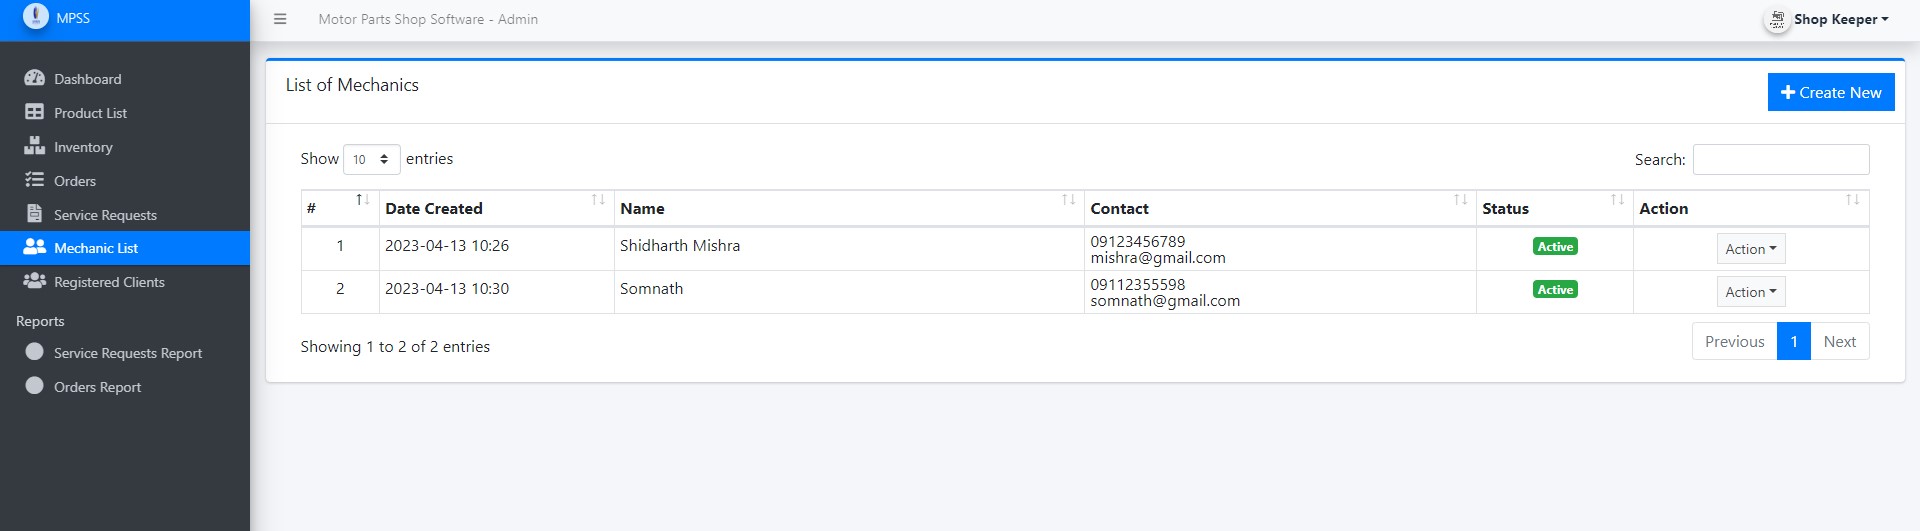 MPSS
Motor Parts Shop Software - Admin
Shop Keeper
Dashboard
Product List
Inventory
Orders
Service Requests
Mechanic List
Registered Clients
Reports
Service Requests Report
Orders Report
List of Mechanics
Create New
Show 10 entries
Search:
# Date Created Name Contact Status Action
1 2023-04-13 10:26 Shidharth Mishra 09123456789 Active Action
mishra@gmail.com
2 2023-04-13 10:30 Somnath 09112355598 Active Action
somnath@gmail.com
Showing 1 to 2 of 2 entries
Previous 1 Next